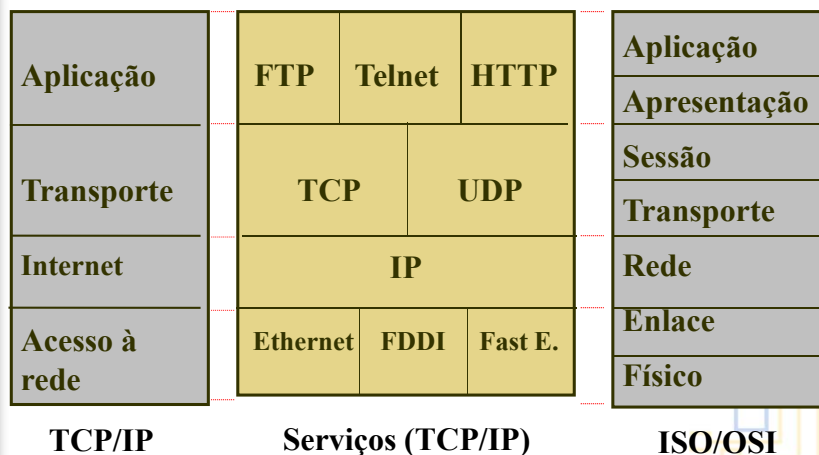 Aplicação
Transporte
Internet
Acesso à
rede
TCP/IP
FTP Telnet HTTP
TCP UDP
IP
Ethernet FDDI Fast E.
Serviços (TCP/IP)
Aplicação
Apresentação
Sessão
Transporte
Rede
Enlace
Físico
ISO/OSI